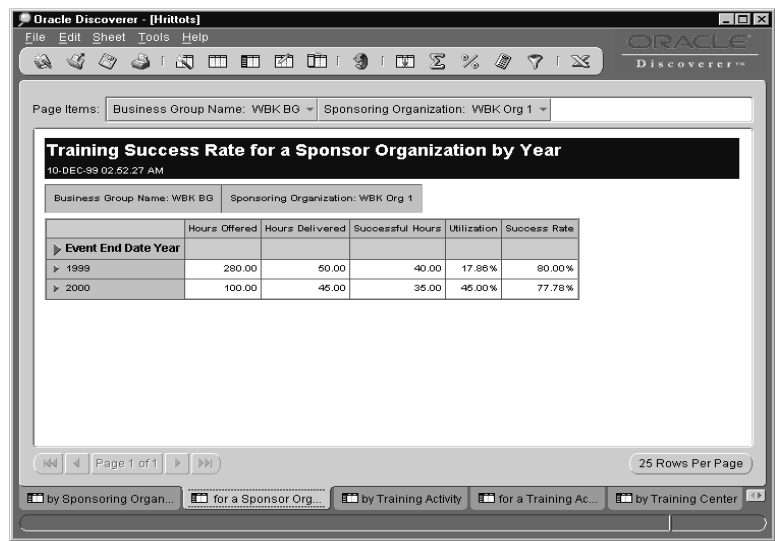 Oracle Discoverer - [Hrittots]
File Edit Sheet Tools Help
ORACLE
Discoverer™
Page Items: Business Group Name: WBK BG Sponsoring Organization: WBK Org 1
Training Success Rate for a Sponsor Organization by Year
10-DEC-99 02.52.27 AM
Business Group Name: WBK BG Sponsoring Organization: WBK Org 1
Hours Offered Hours Delivered Successful Hours Utilization Success Rate
Event End Date Year
1999 280.00 50.00 40.00 17.86% 80.00%
2000 100.00 45.00 35.00 45.00% 77.78%
Page 1 of 1 25 Rows Per Page
by Sponsoring Organ... for a Sponsor Org... by Training Activity for a Training Ac... by Training Center